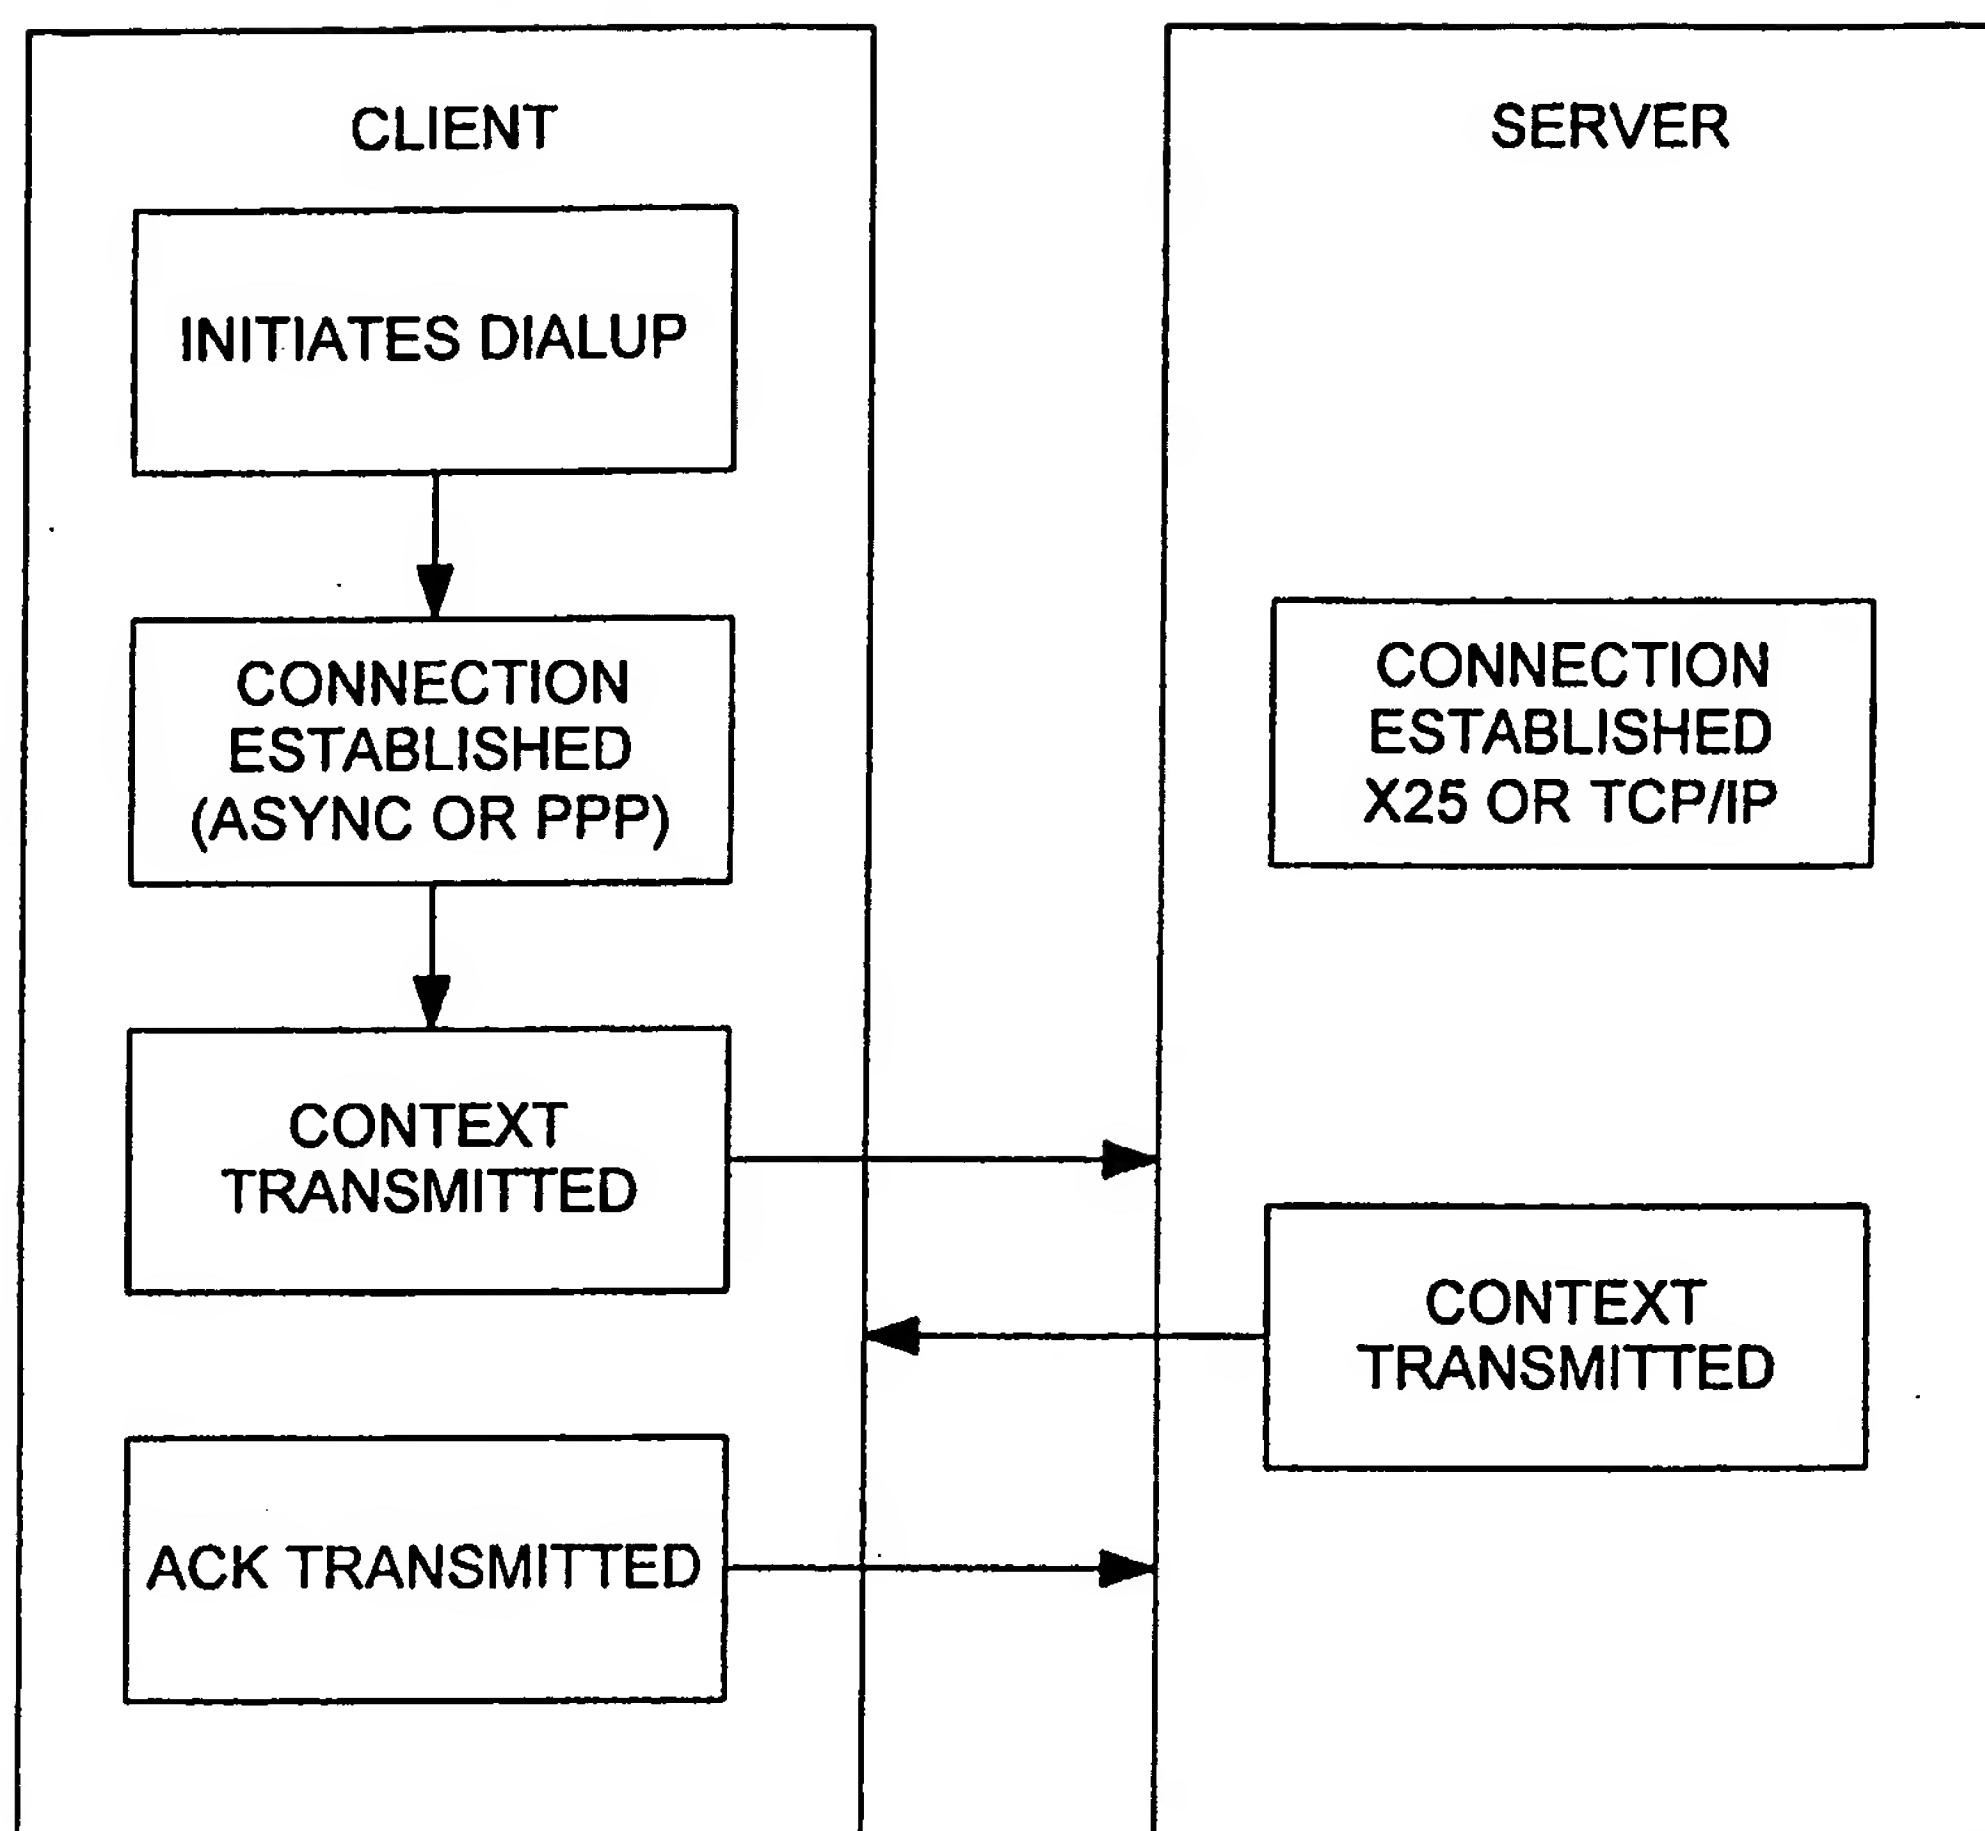 CLIENT
INITIATES DIALUP
CONNECTION
ESTABLISHED
(ASYNC OR PPP)
CONTEXT
TRANSMITTED
ACK TRANSMITTED
SERVER
CONNECTION
ESTABLISHED
X25 OR TCP/IP
CONTEXT
TRANSMITTED